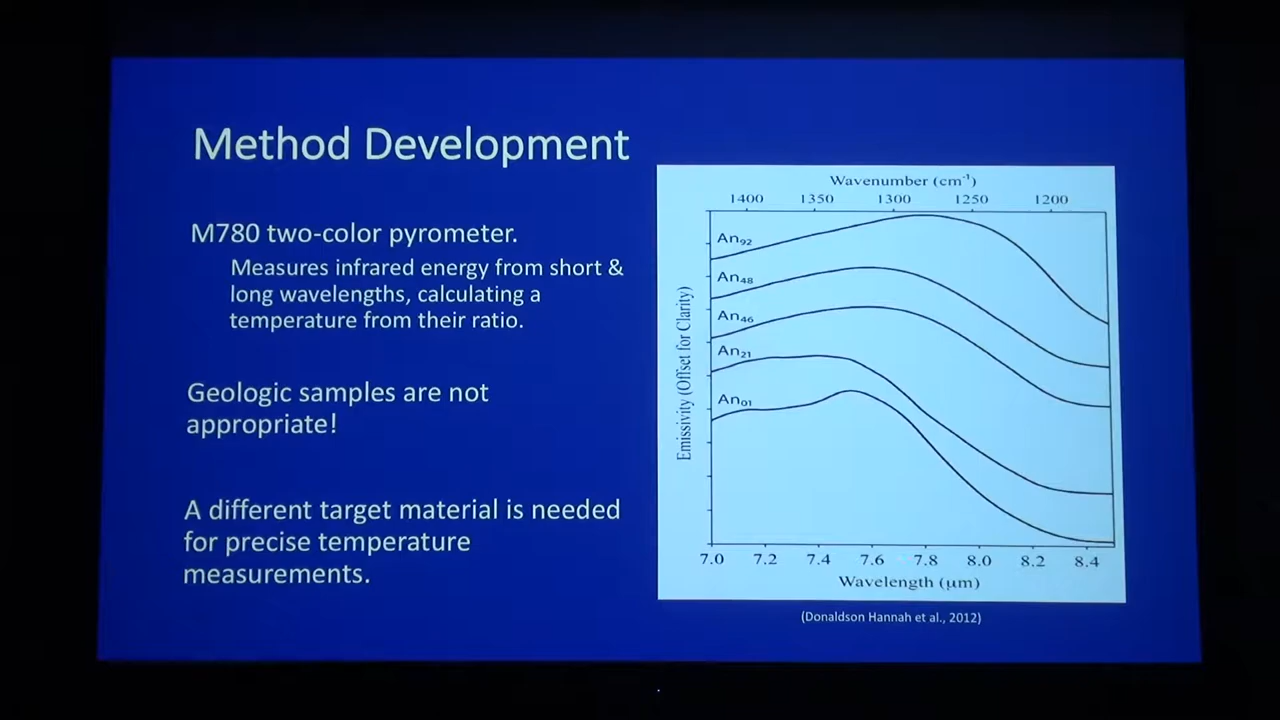 Method Development
M780 two-color pyrometer.
Measures infrared energy from short &
long wavelengths, calculating a
temperature from their ratio.
Geologic samples are not
appropriate!
A different target material is needed
for precise temperature
measurements.
Wavenumber (cm⁻¹)
1400 1350 1300 1250 1200
An₉₂
An₄₈
An₄₆
An₂₁
An₀₁
Emissivity (Offset for Clarity)
7.0 7.2 7.4 7.6 7.8 8.0 8.2 8.4
Wavelength (µm)
(Donaldson Hannah et al., 2012)